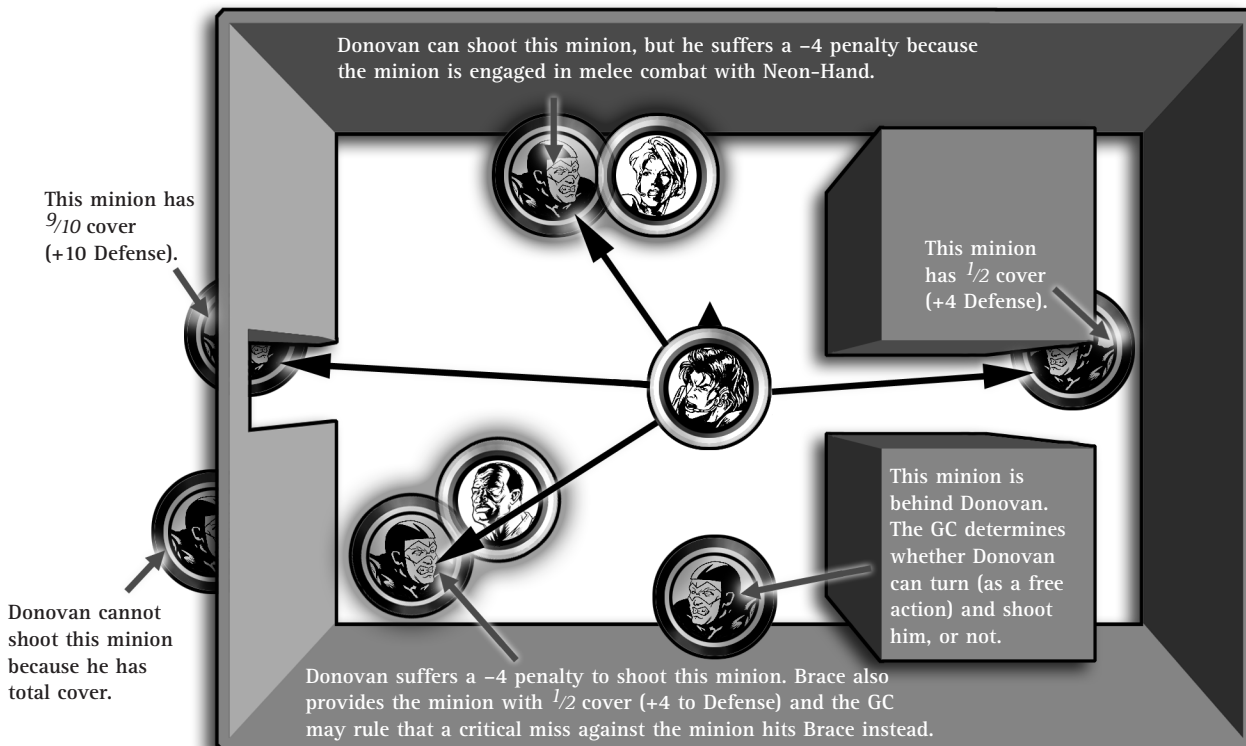 Donovan can shoot this minion, but he suffers a –4 penalty because
the minion is engaged in melee combat with Neon-Hand.
This minion has
9/10 cover
(+10 Defense).
This minion
has 1/2 cover
(+4 Defense).
This minion is
behind Donovan.
The GC determines
whether Donovan
can turn (as a free
action) and shoot
him, or not.
Donovan cannot
shoot this minion
because he has
total cover.
Donovan suffers a –4 penalty to shoot this minion. Brace also
provides the minion with 1/2 cover (+4 to Defense) and the GC
may rule that a critical miss against the minion hits Brace instead.